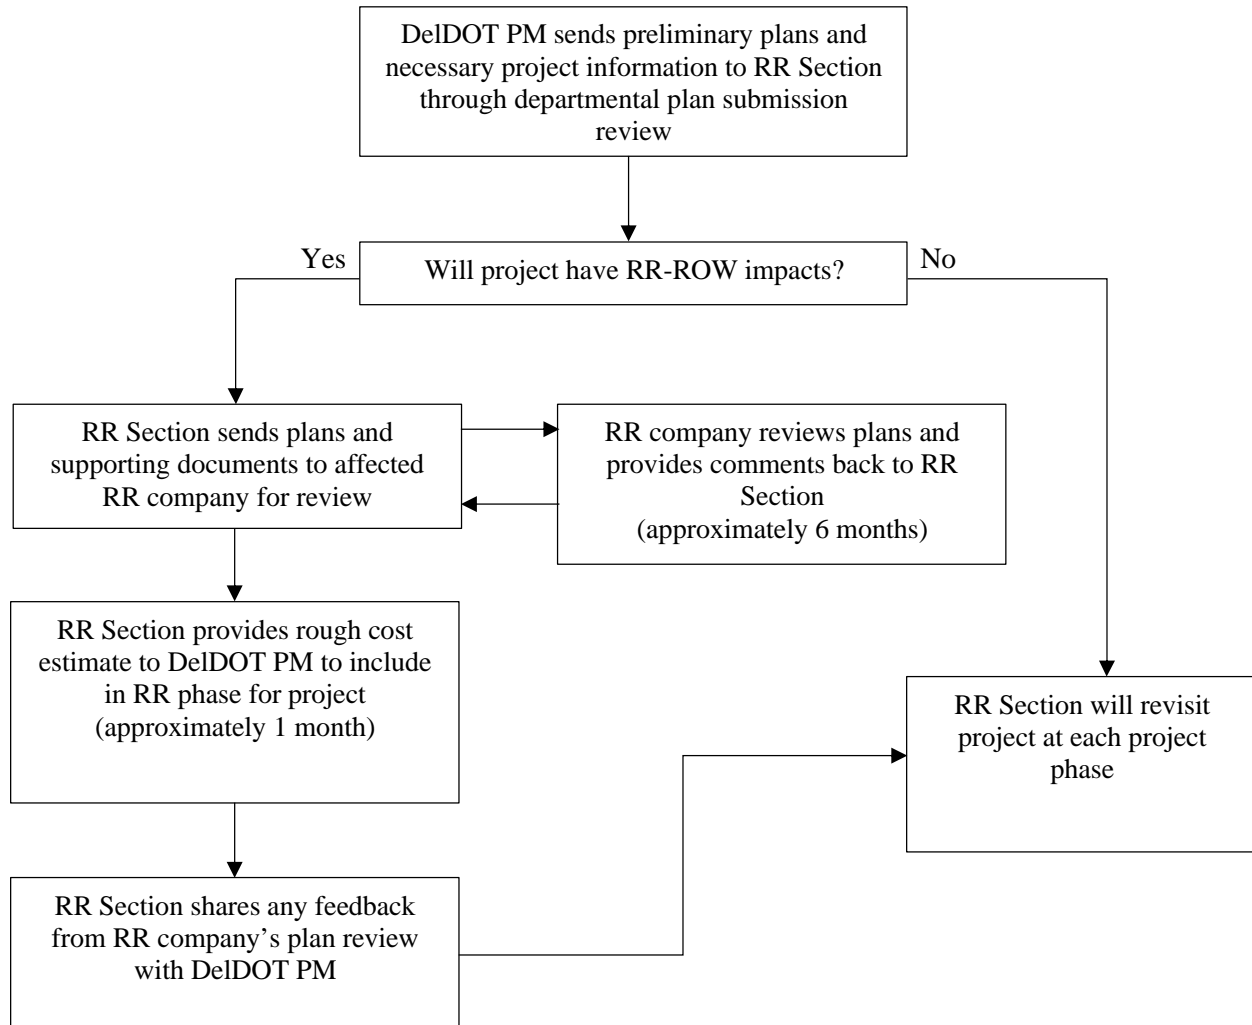 DelDOT PM sends preliminary plans and
necessary project information to RR Section
through departmental plan submission
review
Yes
Will project have RR-ROW impacts?
No
RR Section sends plans and
supporting documents to affected
RR company for review
RR company reviews plans and
provides comments back to RR
Section
(approximately 6 months)
RR Section provides rough cost
estimate to DelDOT PM to include
in RR phase for project
(approximately 1 month)
RR Section will revisit
project at each project
phase
RR Section shares any feedback
from RR company’s plan review
with DelDOT PM